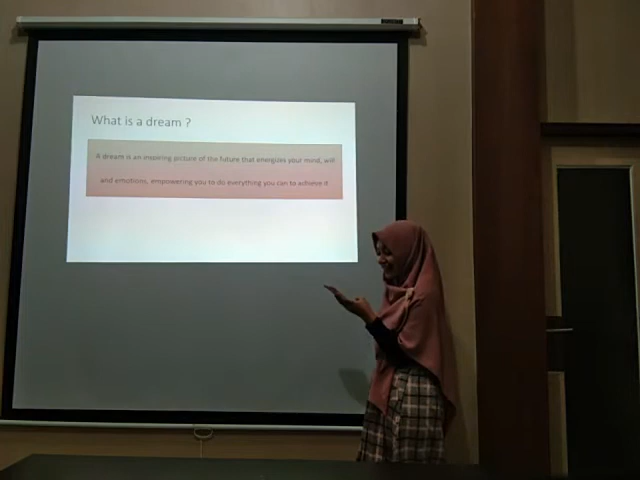 What is a dream ?
A dream is an inspiring picture of the future that energizes your mind, will
and emotions, empowering you to do everything you can to achieve it